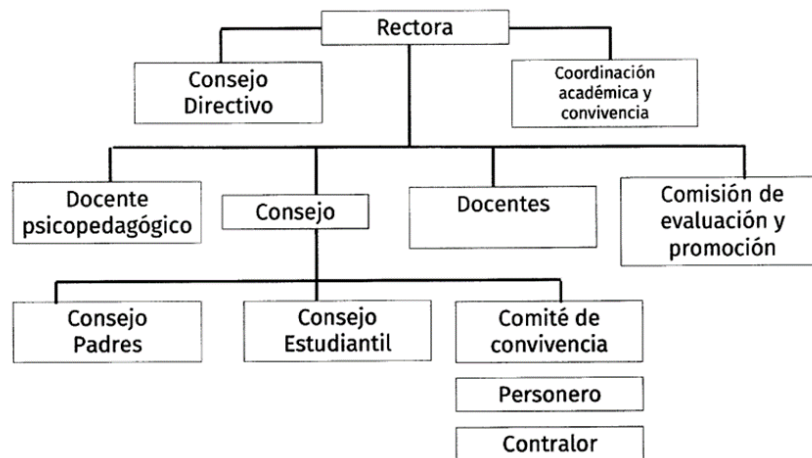 Rectora
Consejo
Directivo
Coordinación
académica y
convivencia
Docente
psicopedagógico
Consejo
Docentes
Comisión de
evaluación y
promoción
Consejo
Padres
Consejo
Estudiantil
Comité de
convivencia
Personero
Contralor